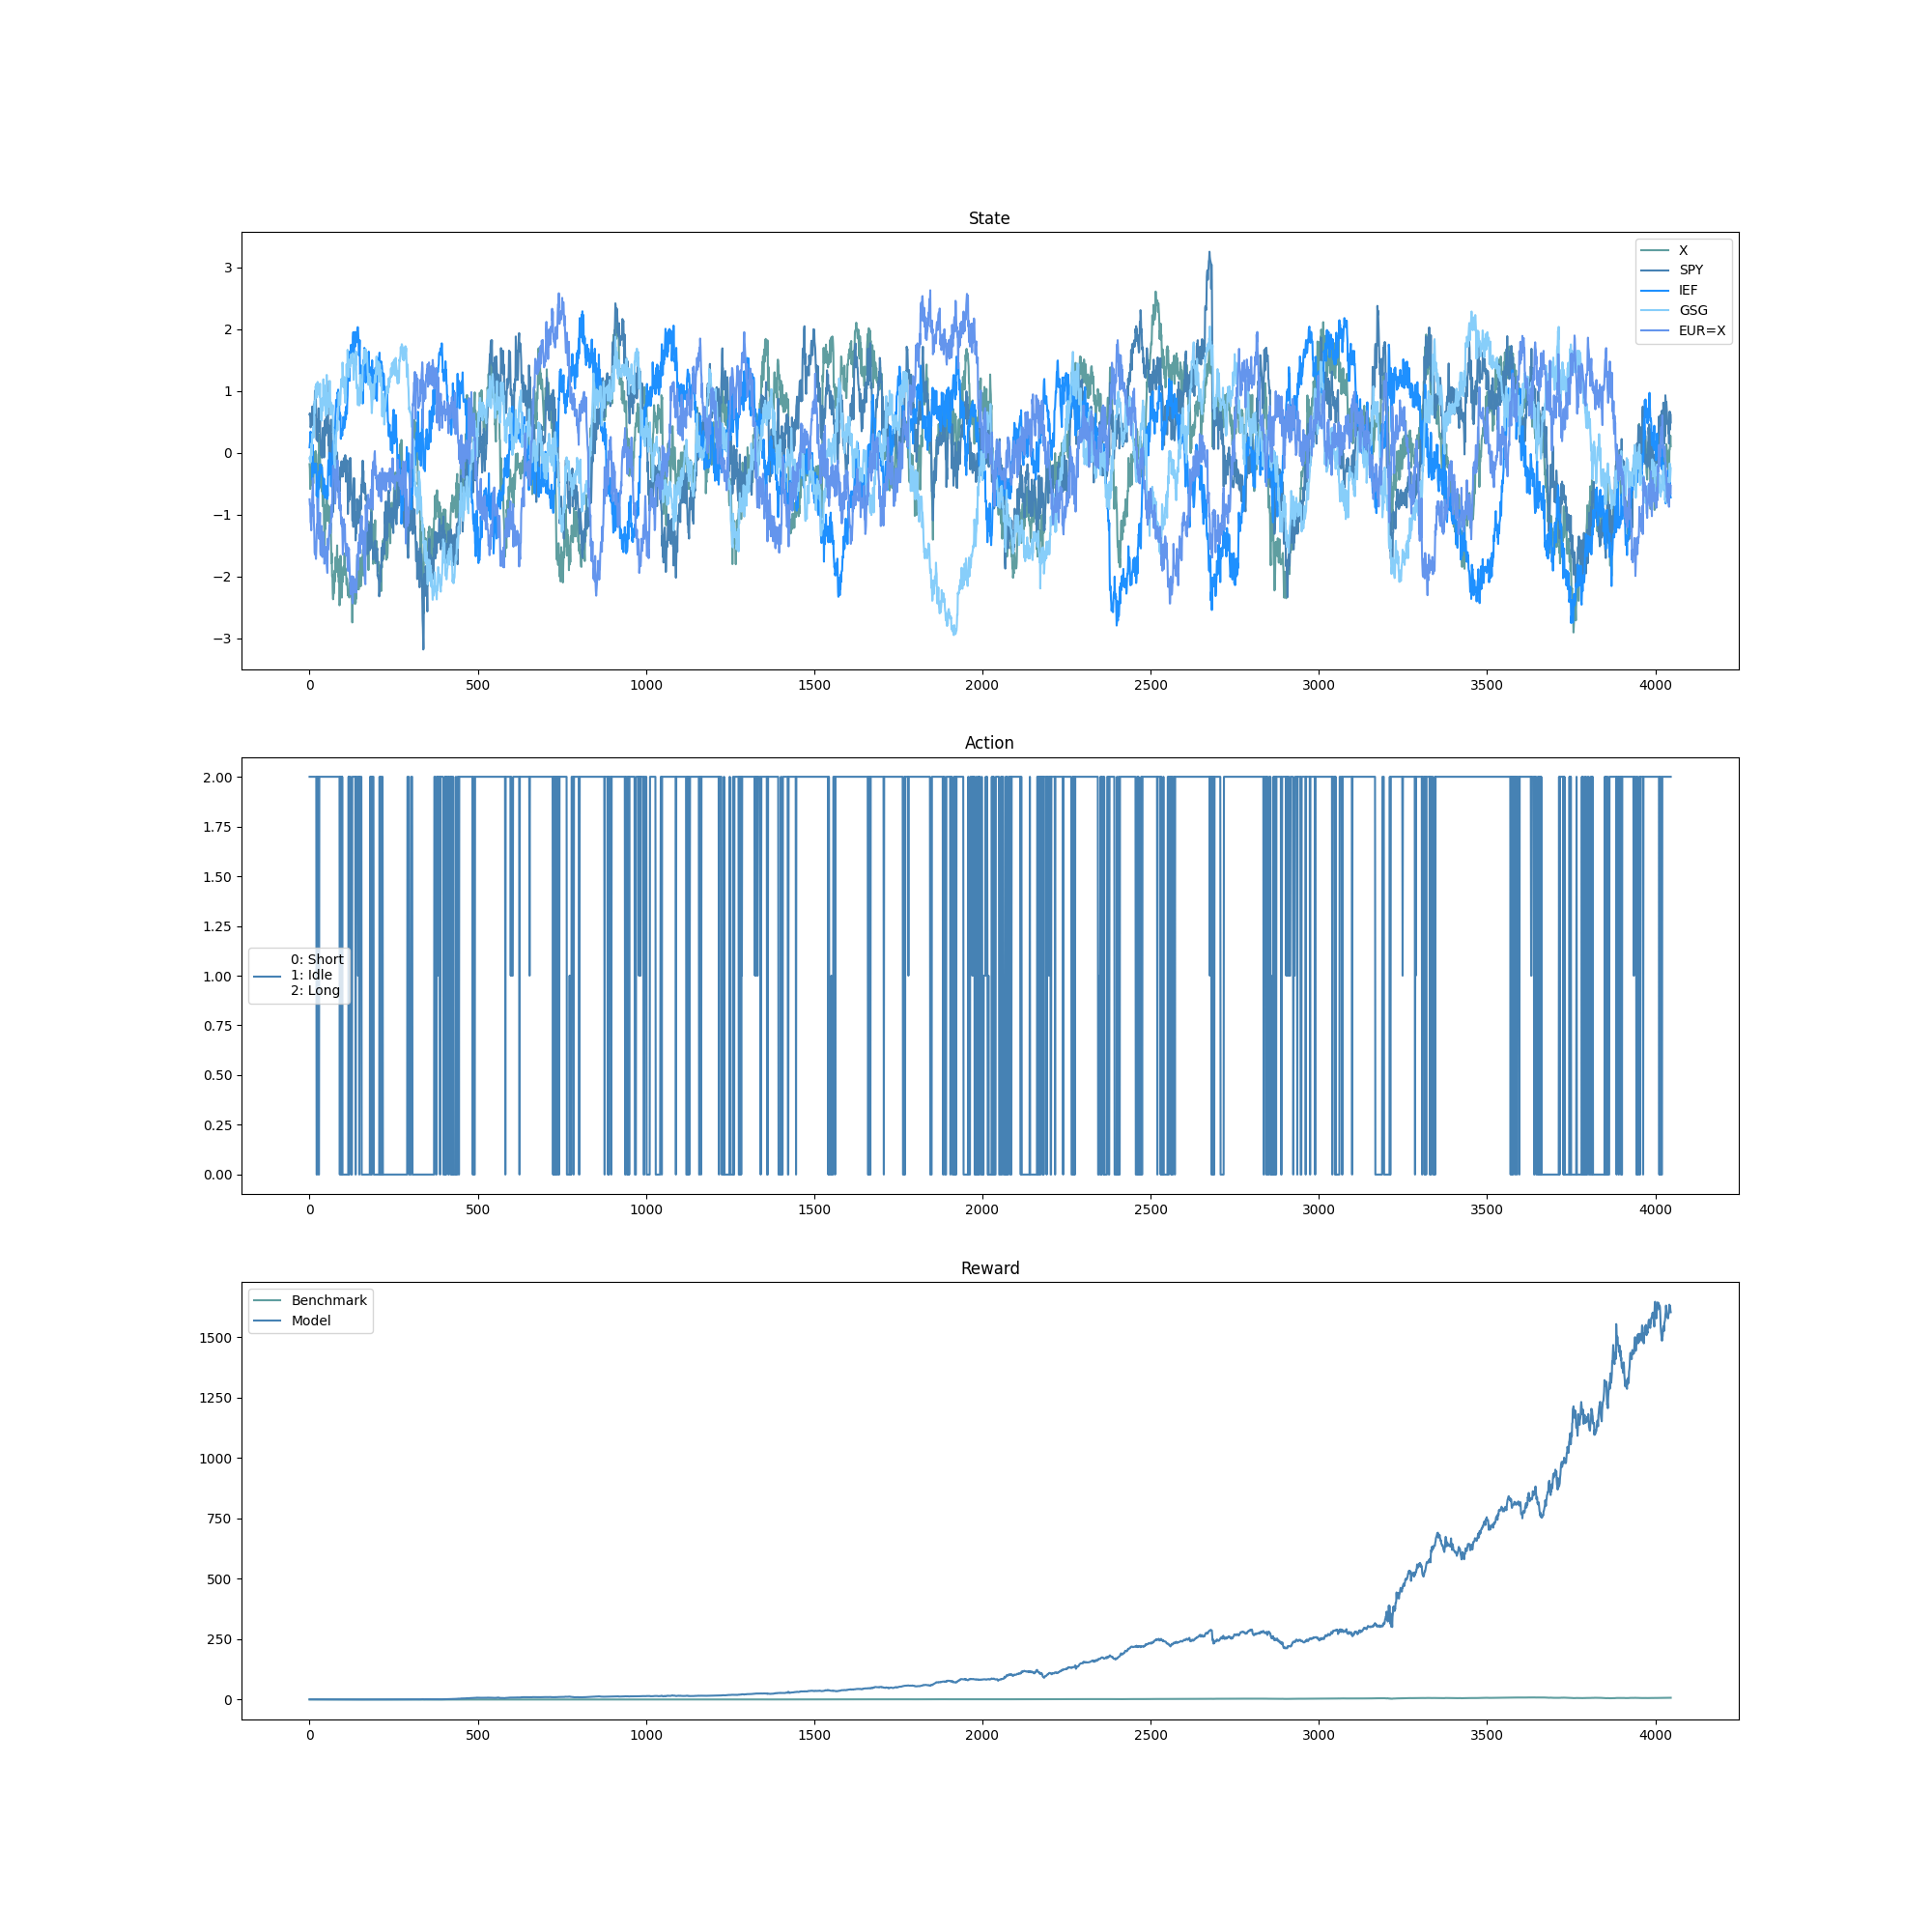 State
3
2
1
0
−1
−2
−3
X
SPY
IEF
GSG
EUR=X
0 500 1000 1500 2000 2500 3000 3500 4000
Action
2.00
1.75
1.50
1.25
1.00
0.75
0.50
0.25
0.00
0: Short
1: Idle
2: Long
0 500 1000 1500 2000 2500 3000 3500 4000
Reward
Benchmark
Model
1500
1250
1000
750
500
250
0
0 500 1000 1500 2000 2500 3000 3500 4000